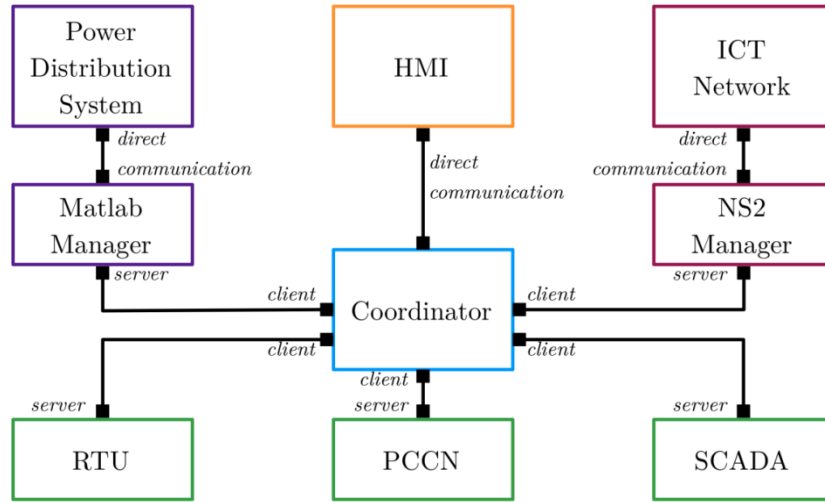 Power
Distribution
System
HMI
ICT
Network
direct
communication
direct
communication
direct
communication
Matlab
Manager
NS2
Manager
server
server
client
Coordinator
client
client
client
client
server
server
server
RTU
PCCN
SCADA